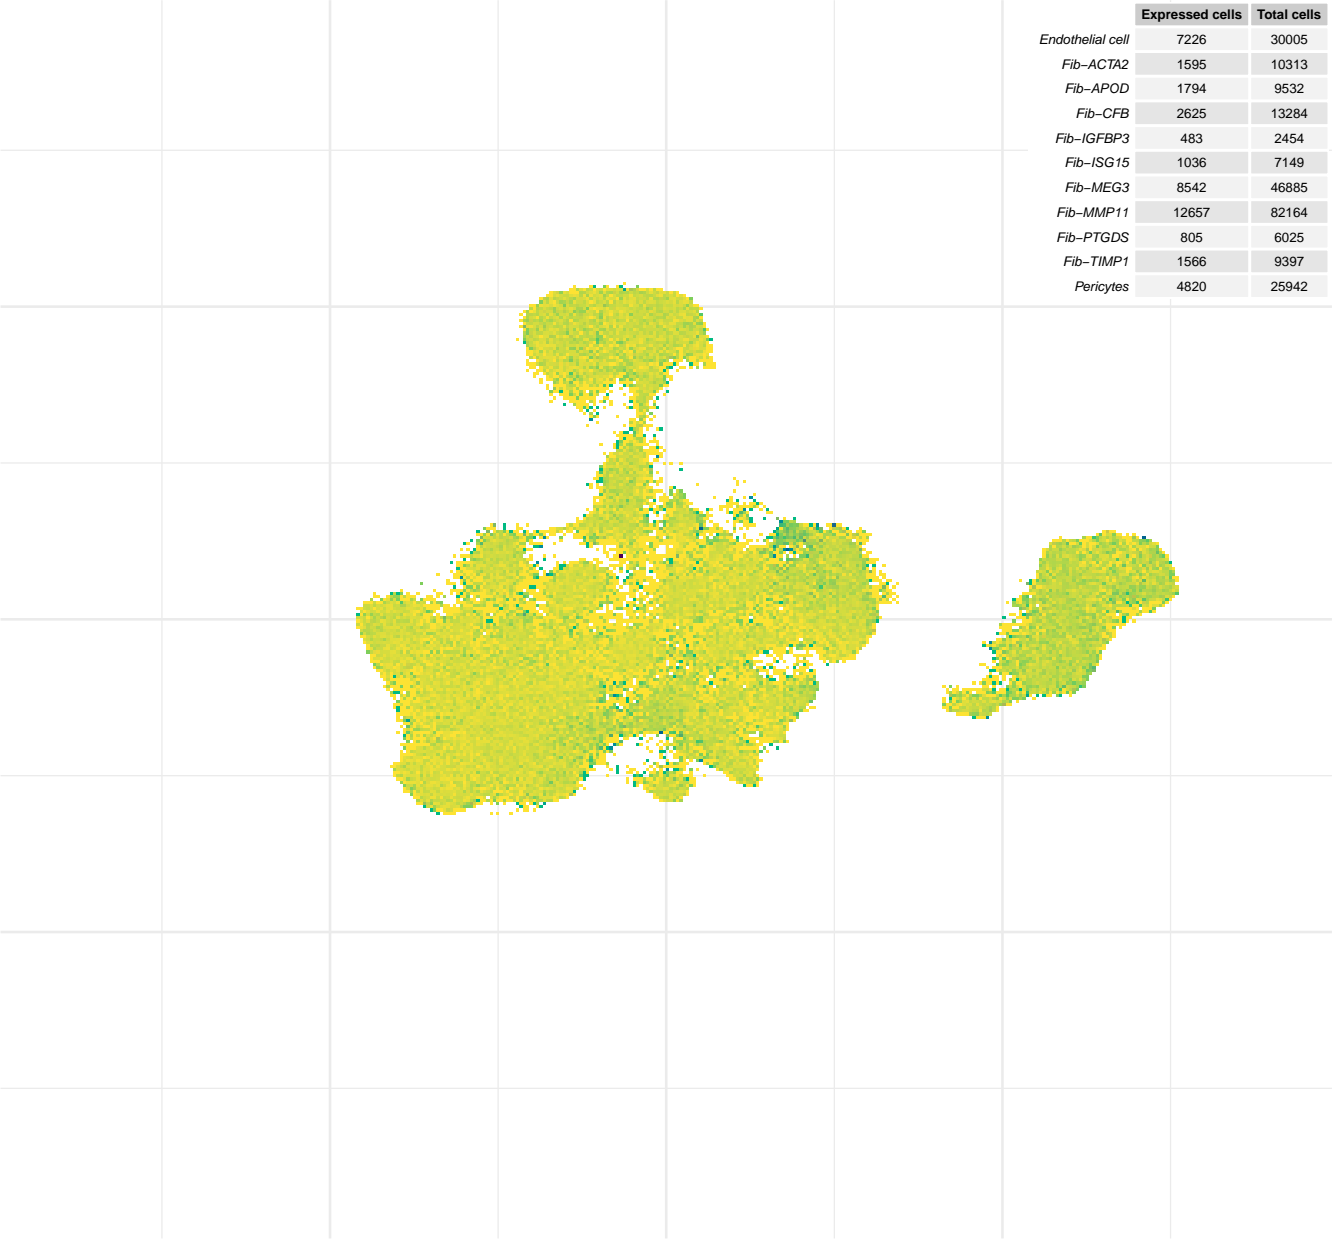 Expressed cells Total cells
Endothelial cell 7226 30005
Fib−ACTA2 1595 10313
Fib−APOD 1794 9532
Fib−CFB 2625 13284
Fib−IGFBP3 483 2454
Fib−ISG15 1036 7149
Fib−MEG3 8542 46885
Fib−MMP11 12657 82164
Fib−PTGDS 805 6025
Fib−TIMP1 1566 9397
Pericytes 4820 25942